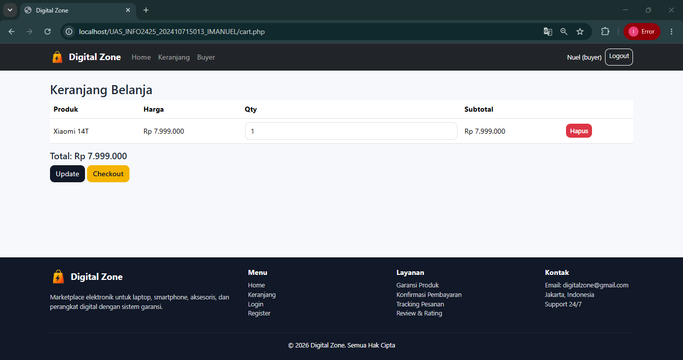 Digital Zone
localhost/UAS_INFO2425_202410715013_IMANUEL/cart.php
I Error
Digital Zone Home Keranjang Buyer Nuel (buyer) Logout
Keranjang Belanja
Produk Harga Qty Subtotal
Xiaomi 14T Rp 7.999.000 1 Rp 7.999.000 Hapus
Total: Rp 7.999.000
Update Checkout
Digital Zone
Marketplace elektronik untuk laptop, smartphone, aksesoris, dan
perangkat digital dengan sistem garansi.
Menu
Home
Keranjang
Login
Register
Layanan
Garansi Produk
Konfirmasi Pembayaran
Tracking Pesanan
Review & Rating
Kontak
Email: digitalzone@gmail.com
Jakarta, Indonesia
Support 24/7
© 2026 Digital Zone. Semua Hak Cipta